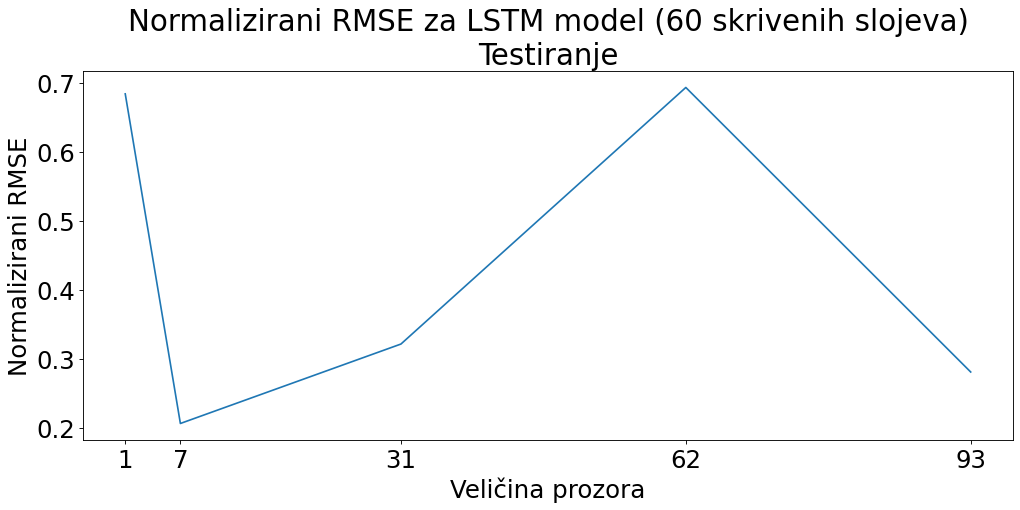 Normalizirani RMSE za LSTM model (60 skrivenih slojeva)
Testiranje
Normalizirani RMSE
0.7
0.6
0.5
0.4
0.3
0.2
1 7 31 62 93
Veličina prozora